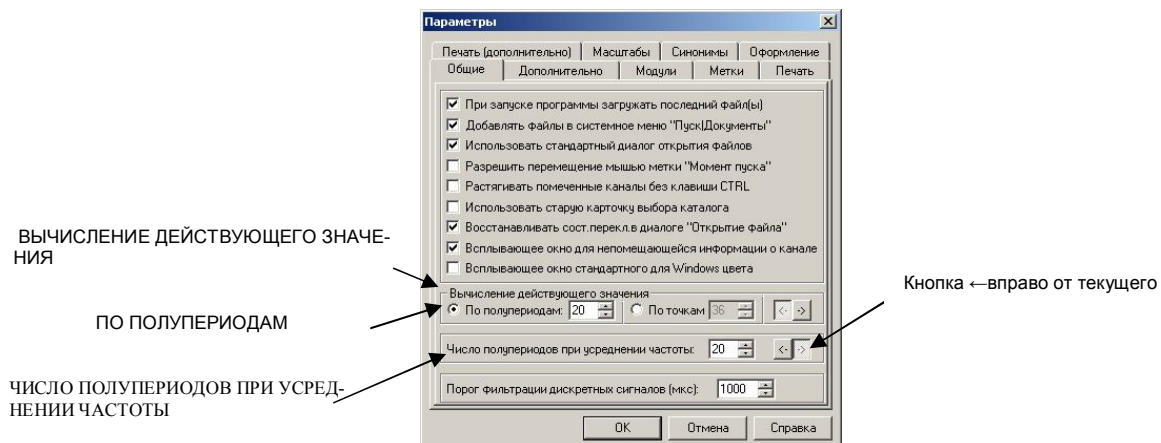 Параметры
Печать (дополнительно) Масштабы Синонимы Оформление
Общие Дополнительно Модули Метки Печать
При запуске программы загружать последний файл(ы)
Добавлять файлы в системное меню "Пуск|Документы"
Использовать стандартный диалог открытия файлов
Разрешить перемещение мышью метки "Момент пуска"
Растягивать помеченные каналы без клавиши CTRL
Использовать старую карточку выбора каталога
Восстанавливать сост.перекл.в диалоге "Открытие файла"
Всплывающее окно для непомещающейся информации о канале
Всплывающее окно стандартного для Windows цвета
Вычисление действующего значения
По полупериодам: 20 По точкам 36 <- ->
Число полупериодов при усреднении частоты: 20 <- ->
Порог фильтрации дискретных сигналов (мкс): 1000
OK Отмена Справка
ВЫЧИСЛЕНИЕ ДЕЙСТВУЮЩЕГО ЗНАЧЕ-
НИЯ
ПО ПОЛУПЕРИОДАМ
ЧИСЛО ПОЛУПЕРИОДОВ ПРИ УСРЕД-
НЕНИИ ЧАСТОТЫ
Кнопка ←вправо от текущего